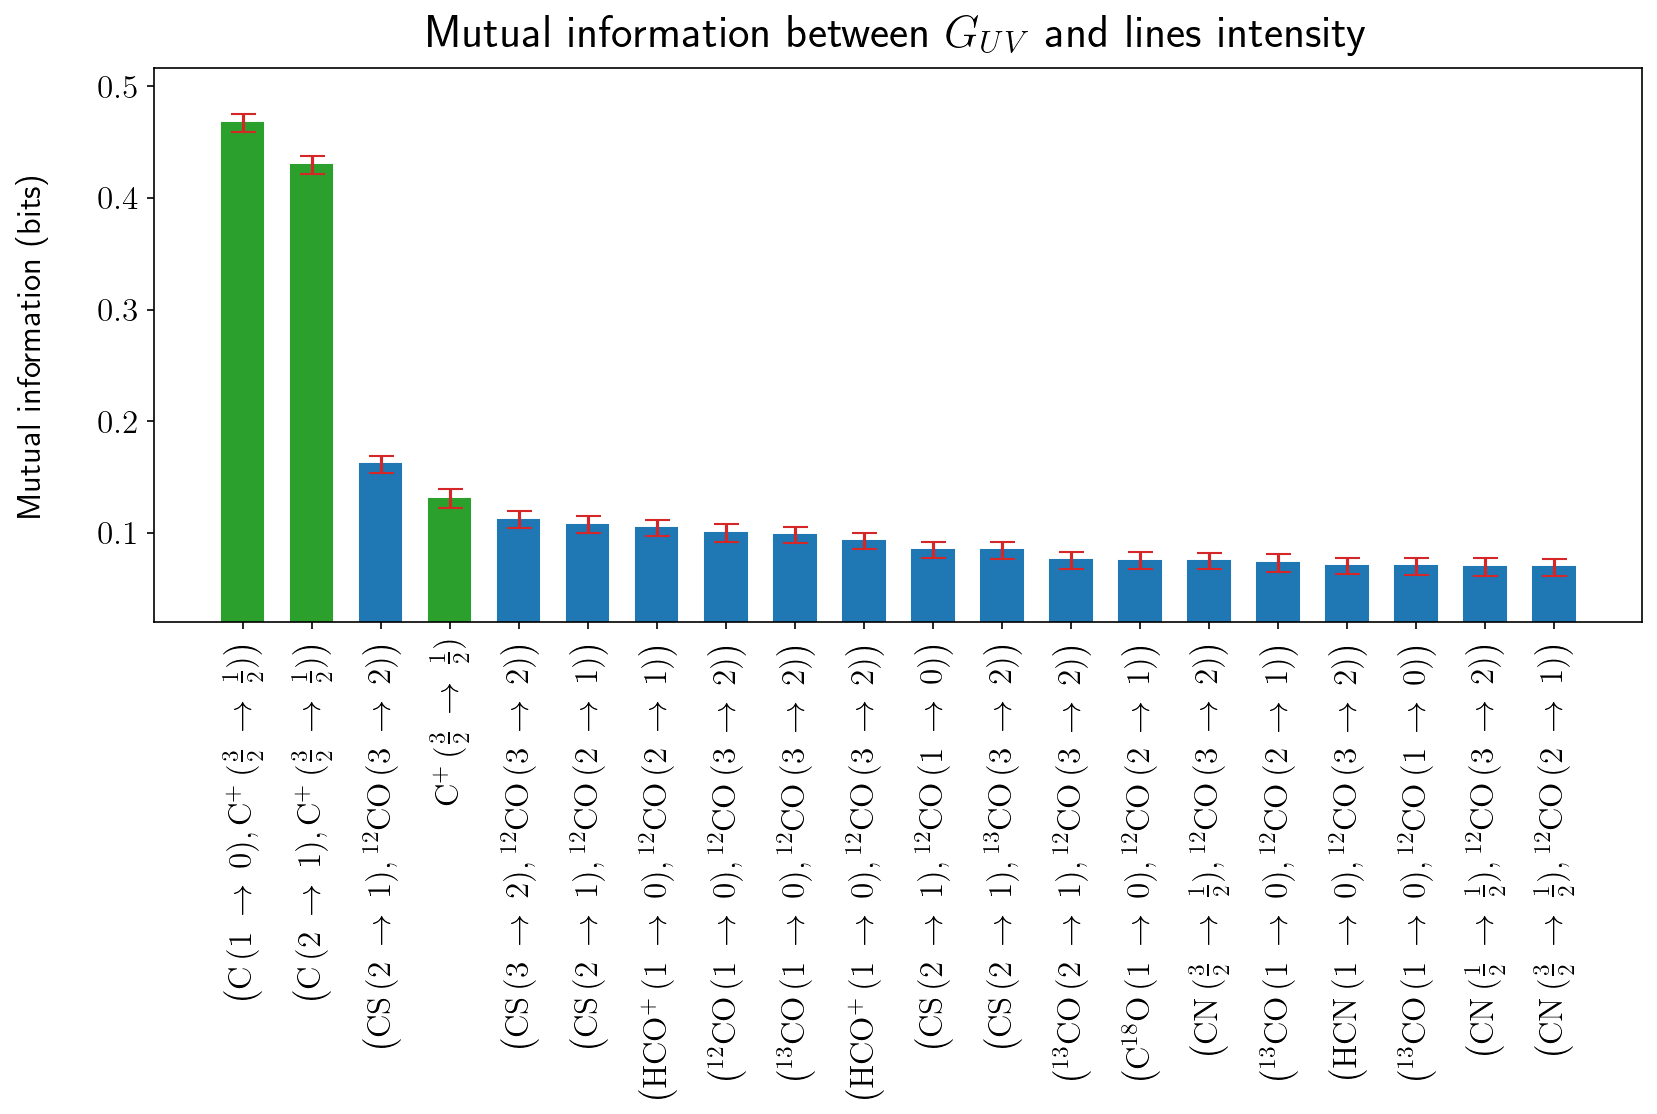 Mutual information between G_{UV} and lines intensity
Mutual information (bits)
0.5
0.4
0.3
0.2
0.1
(C (1 → 0), C⁺ (3/2 → 1/2))
(C (2 → 1), C⁺ (3/2 → 1/2))
(CS (2 → 1), ¹²CO (3 → 2))
C⁺ (3/2 → 1/2)
(CS (3 → 2), ¹²CO (3 → 2))
(CS (2 → 1), ¹²CO (2 → 1))
(HCO⁺ (1 → 0), ¹²CO (2 → 1))
(¹²CO (1 → 0), ¹²CO (3 → 2))
(¹³CO (1 → 0), ¹²CO (3 → 2))
(HCO⁺ (1 → 0), ¹²CO (3 → 2))
(CS (2 → 1), ¹²CO (1 → 0))
(CS (2 → 1), ¹³CO (3 → 2))
(¹³CO (2 → 1), ¹²CO (3 → 2))
(C¹⁸O (1 → 0), ¹²CO (2 → 1))
(CN (3/2 → 1/2), ¹²CO (3 → 2))
(¹³CO (1 → 0), ¹²CO (2 → 1))
(HCN (1 → 0), ¹²CO (3 → 2))
(¹³CO (1 → 0), ¹²CO (1 → 0))
(CN (1/2 → 1/2), ¹²CO (3 → 2))
(CN (3/2 → 1/2), ¹²CO (2 → 1))